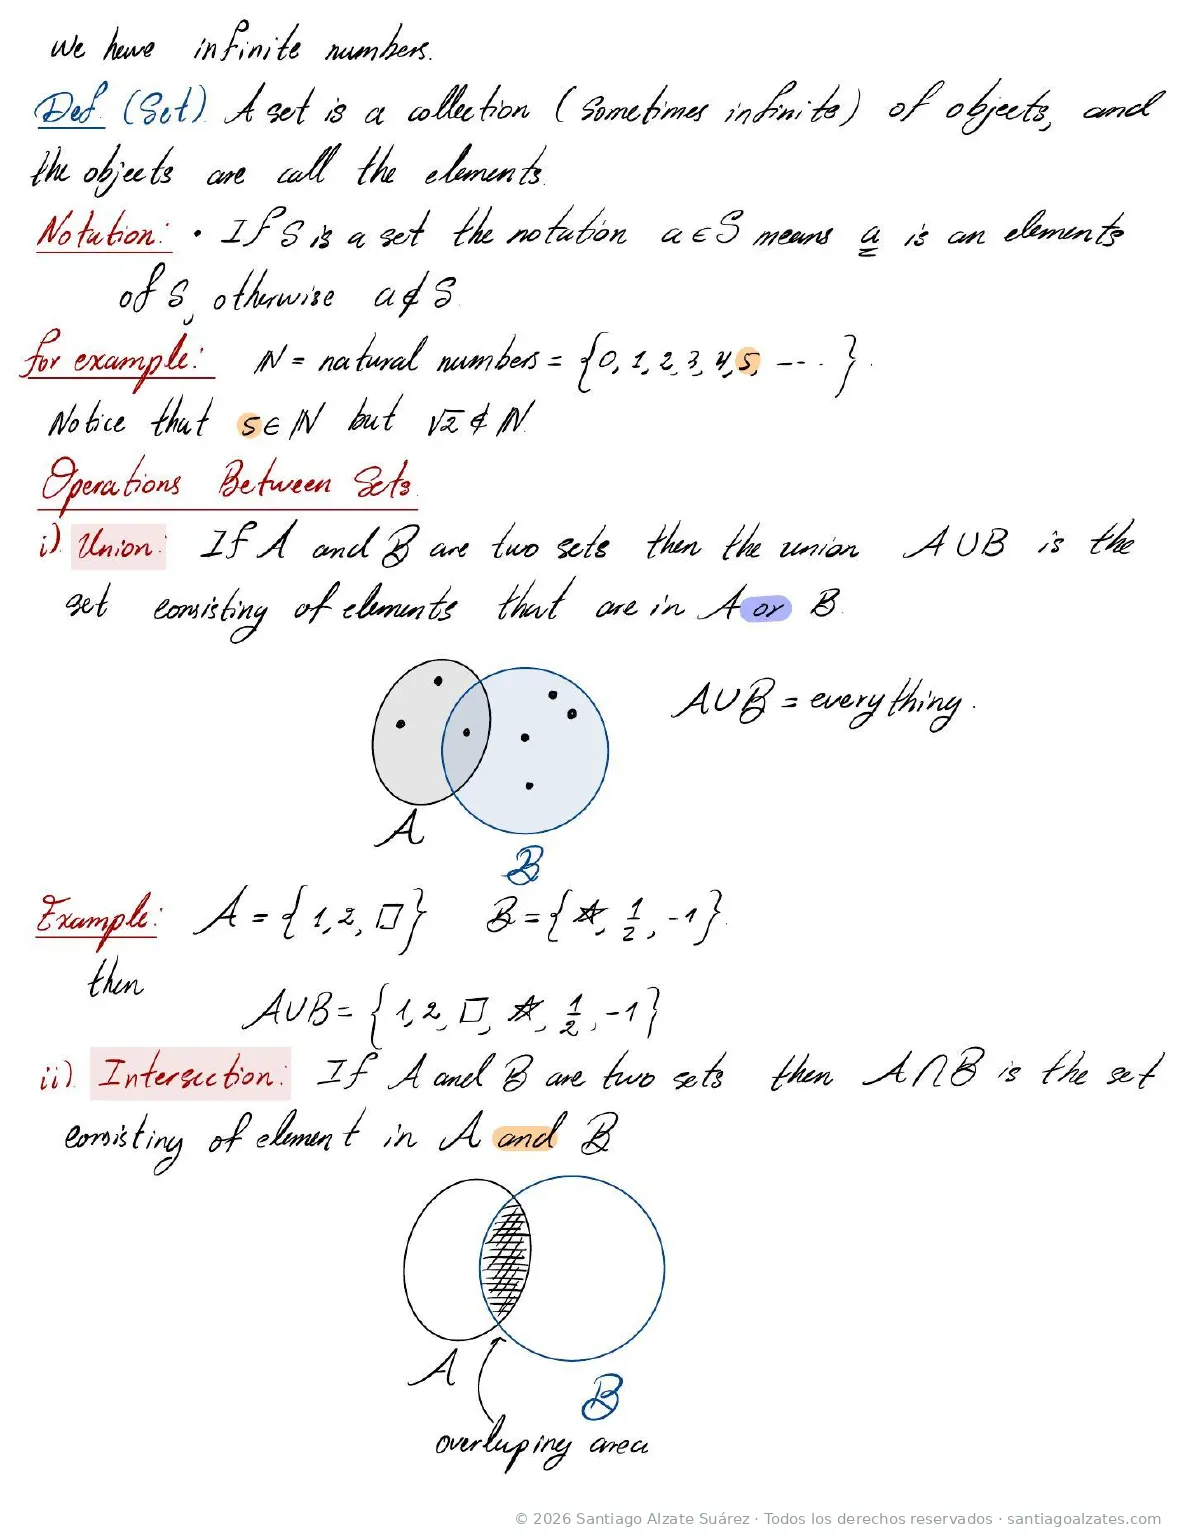 We have infinite numbers.
Def. (Set). A set is a collection (Sometimes infinite) of objects, and
the objects are call the elements.
Notation: • If S is a set the notation a ∈ S means a is an elements
of S, otherwise a ∉ S.
for example: ℕ = natural numbers = {0, 1, 2, 3, 4, 5, --- }.
Notice that 5 ∈ ℕ but √2 ∉ ℕ.
Operations Between Sets.
i) Union: If A and B are two sets then the union A ∪ B is the
set consisting of elements that are in A or B.
A ∪ B = everything.
A
B
Example: A = {1, 2, □} B = {☆, 1/2, -1}.
then
A ∪ B = {1, 2, □, ☆, 1/2, -1}
ii) Intersection: If A and B are two sets then A ∩ B is the set
consisting of element in A and B
A
B
overluping area
© 2026 Santiago Alzate Suárez · Todos los derechos reservados · santiagoalzates.com